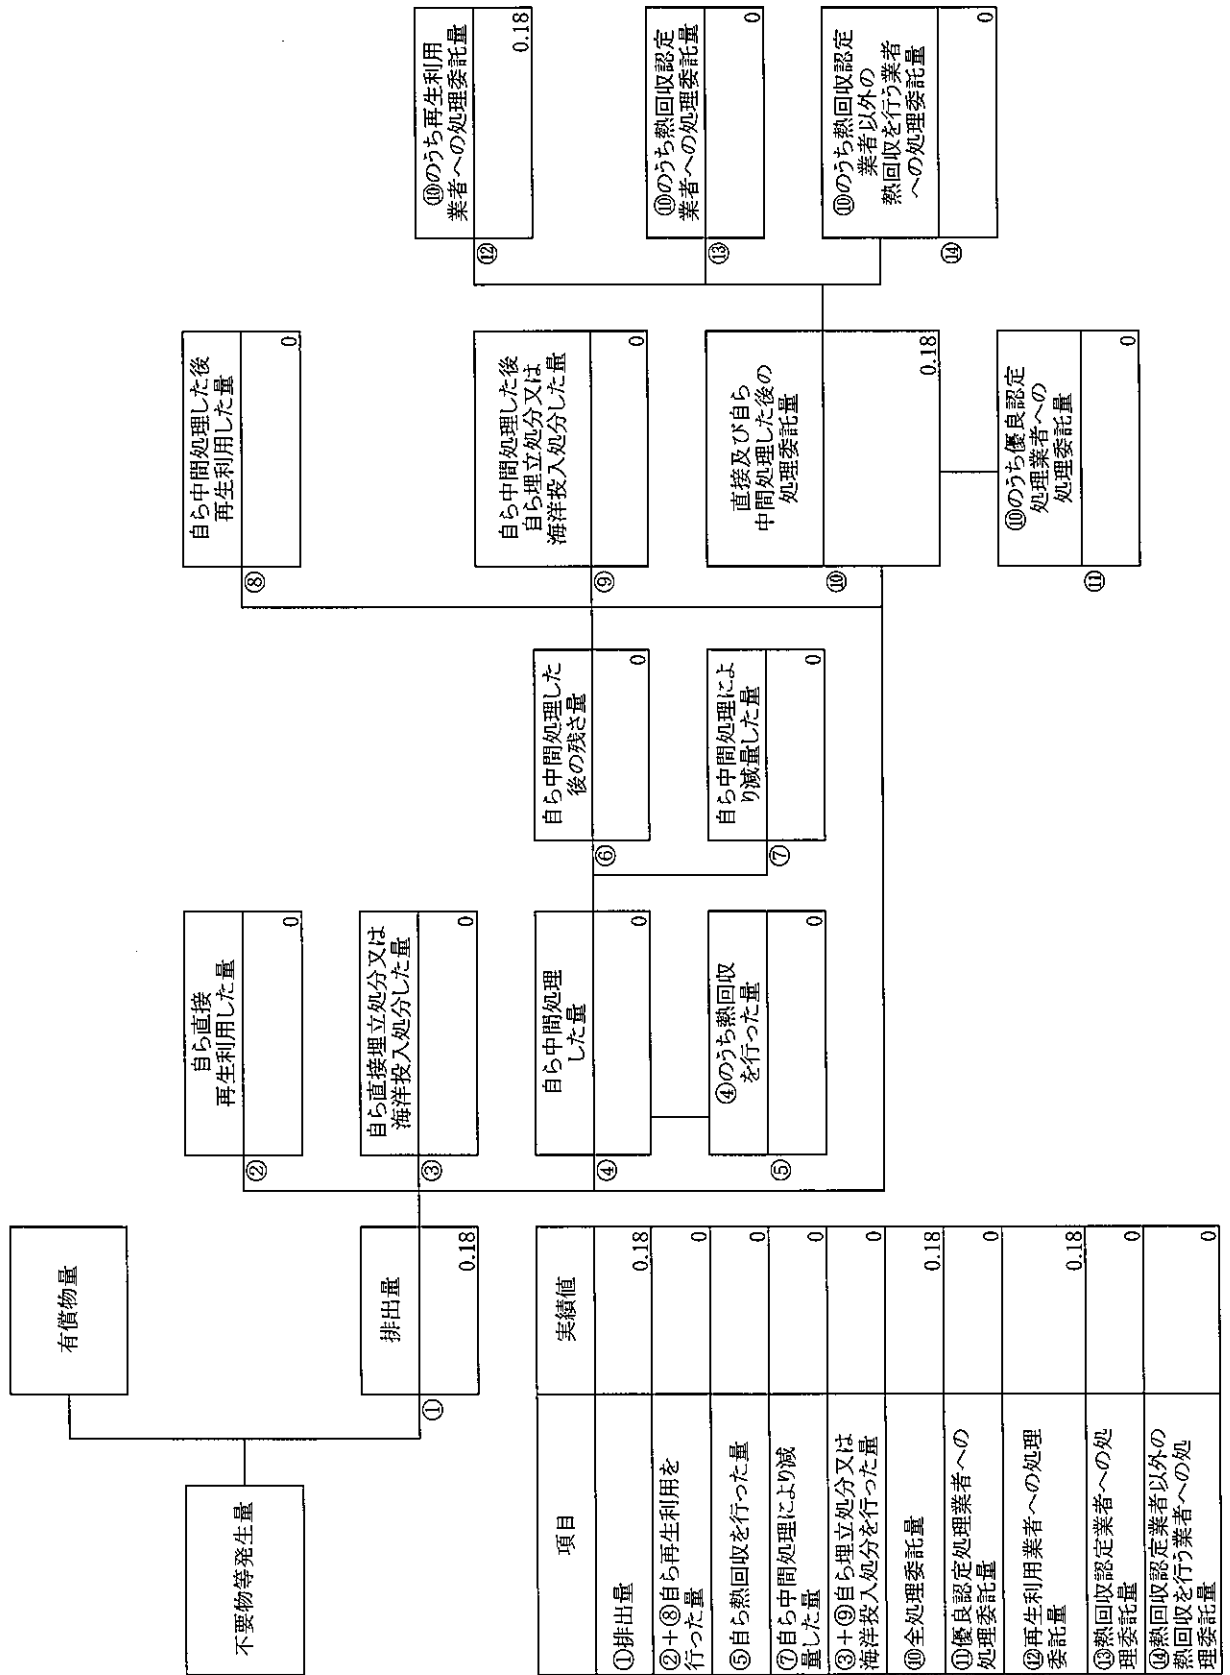 不要物等発生量
有償物量
①
排出量
0.18
②
自ら直接
再生利用した量
0
③
自ら直接埋立処分又は
海洋投入処分した量
0
④
自ら中間処理
した量
0
⑤
④のうち熱回収
を行った量
0
⑥
自ら中間処理した
後の残さ量
0
⑦
自ら中間処理によ
り減量した量
0
⑧
自ら中間処理した後
再生利用した量
0
⑨
自ら中間処理した後
自ら埋立処分又は
海洋投入処分した量
0
⑩
直接及び自ら
中間処理した後の
処理委託量
0.18
⑪
⑩のうち優良認定
処理業者への
処理委託量
0
⑫
⑩のうち再生利用
業者への処理委託量
0.18
⑬
⑩のうち熱回収認定
業者への処理委託量
0
⑭
⑩のうち熱回収認定
業者以外の
熱回収を行う業者
への処理委託量
0
項目 実績値
①排出量 0.18
②+⑧自ら再生利用を
行った量 0
⑤自ら熱回収を行った量 0
⑦自ら中間処理により減
量した量 0
③+⑨自ら埋立処分又は
海洋投入処分を行った量 0
⑩全処理委託量 0.18
⑪優良認定処理業者への
処理委託量 0
⑫再生利用業者への処理
委託量 0.18
⑬熱回収認定業者への処
理委託量 0
⑭熱回収認定業者以外の
熱回収を行う業者への処
理委託量 0